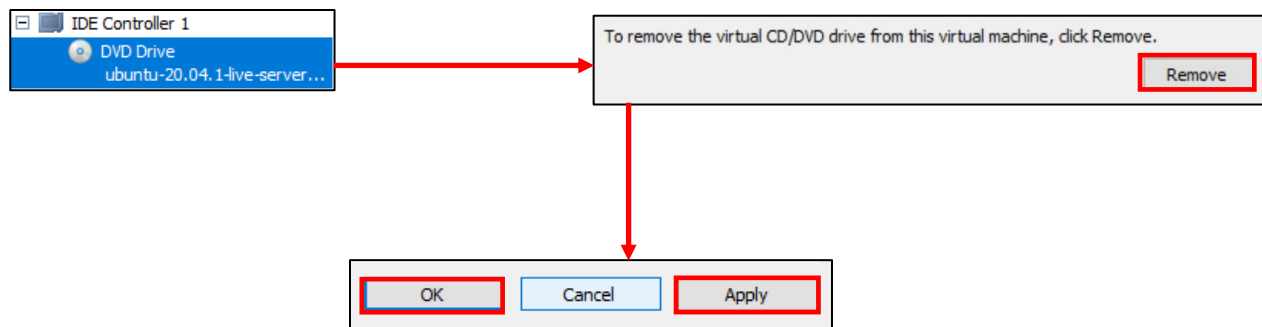 IDE Controller 1
DVD Drive
ubuntu-20.04.1-live-server...
To remove the virtual CD/DVD drive from this virtual machine, click Remove.
Remove
OK Cancel Apply